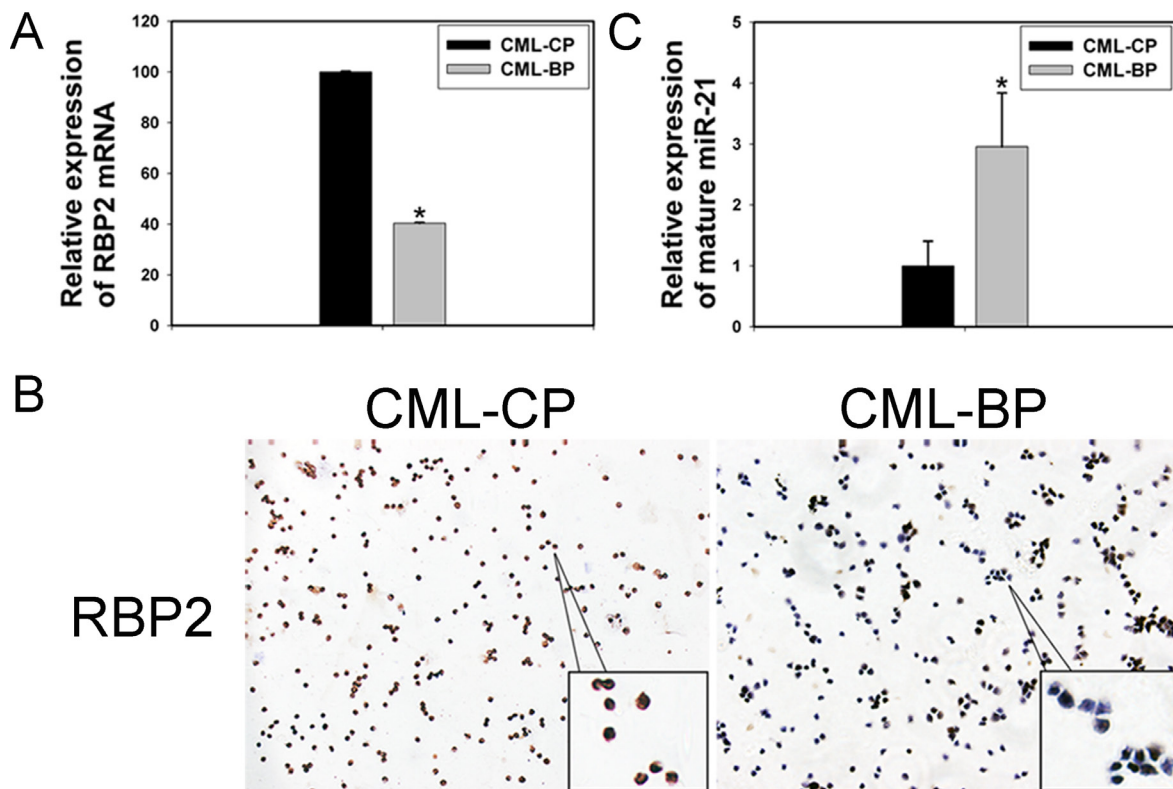 A
Relative expression
of RBP2 mRNA
120
100
80
60
40
20
0
CML-CP
CML-BP
*
C
Relative expression
of mature miR-21
5
4
3
2
1
0
CML-CP
CML-BP
*
B
CML-CP
CML-BP
RBP2